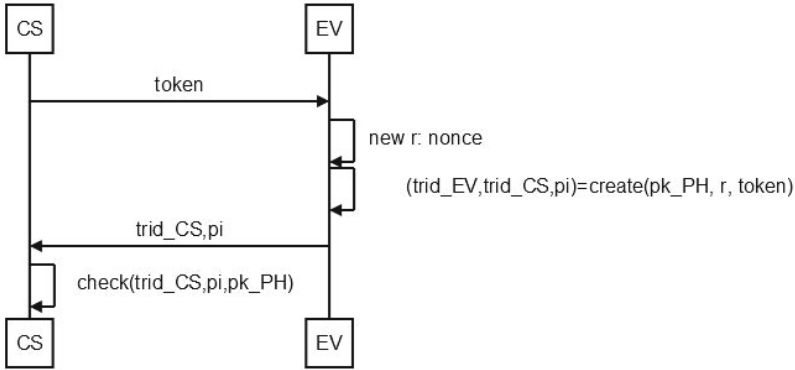 CS EV
token
new r: nonce
(trid_EV,trid_CS,pi)=create(pk_PH, r, token)
trid_CS,pi
check(trid_CS,pi,pk_PH)
CS EV